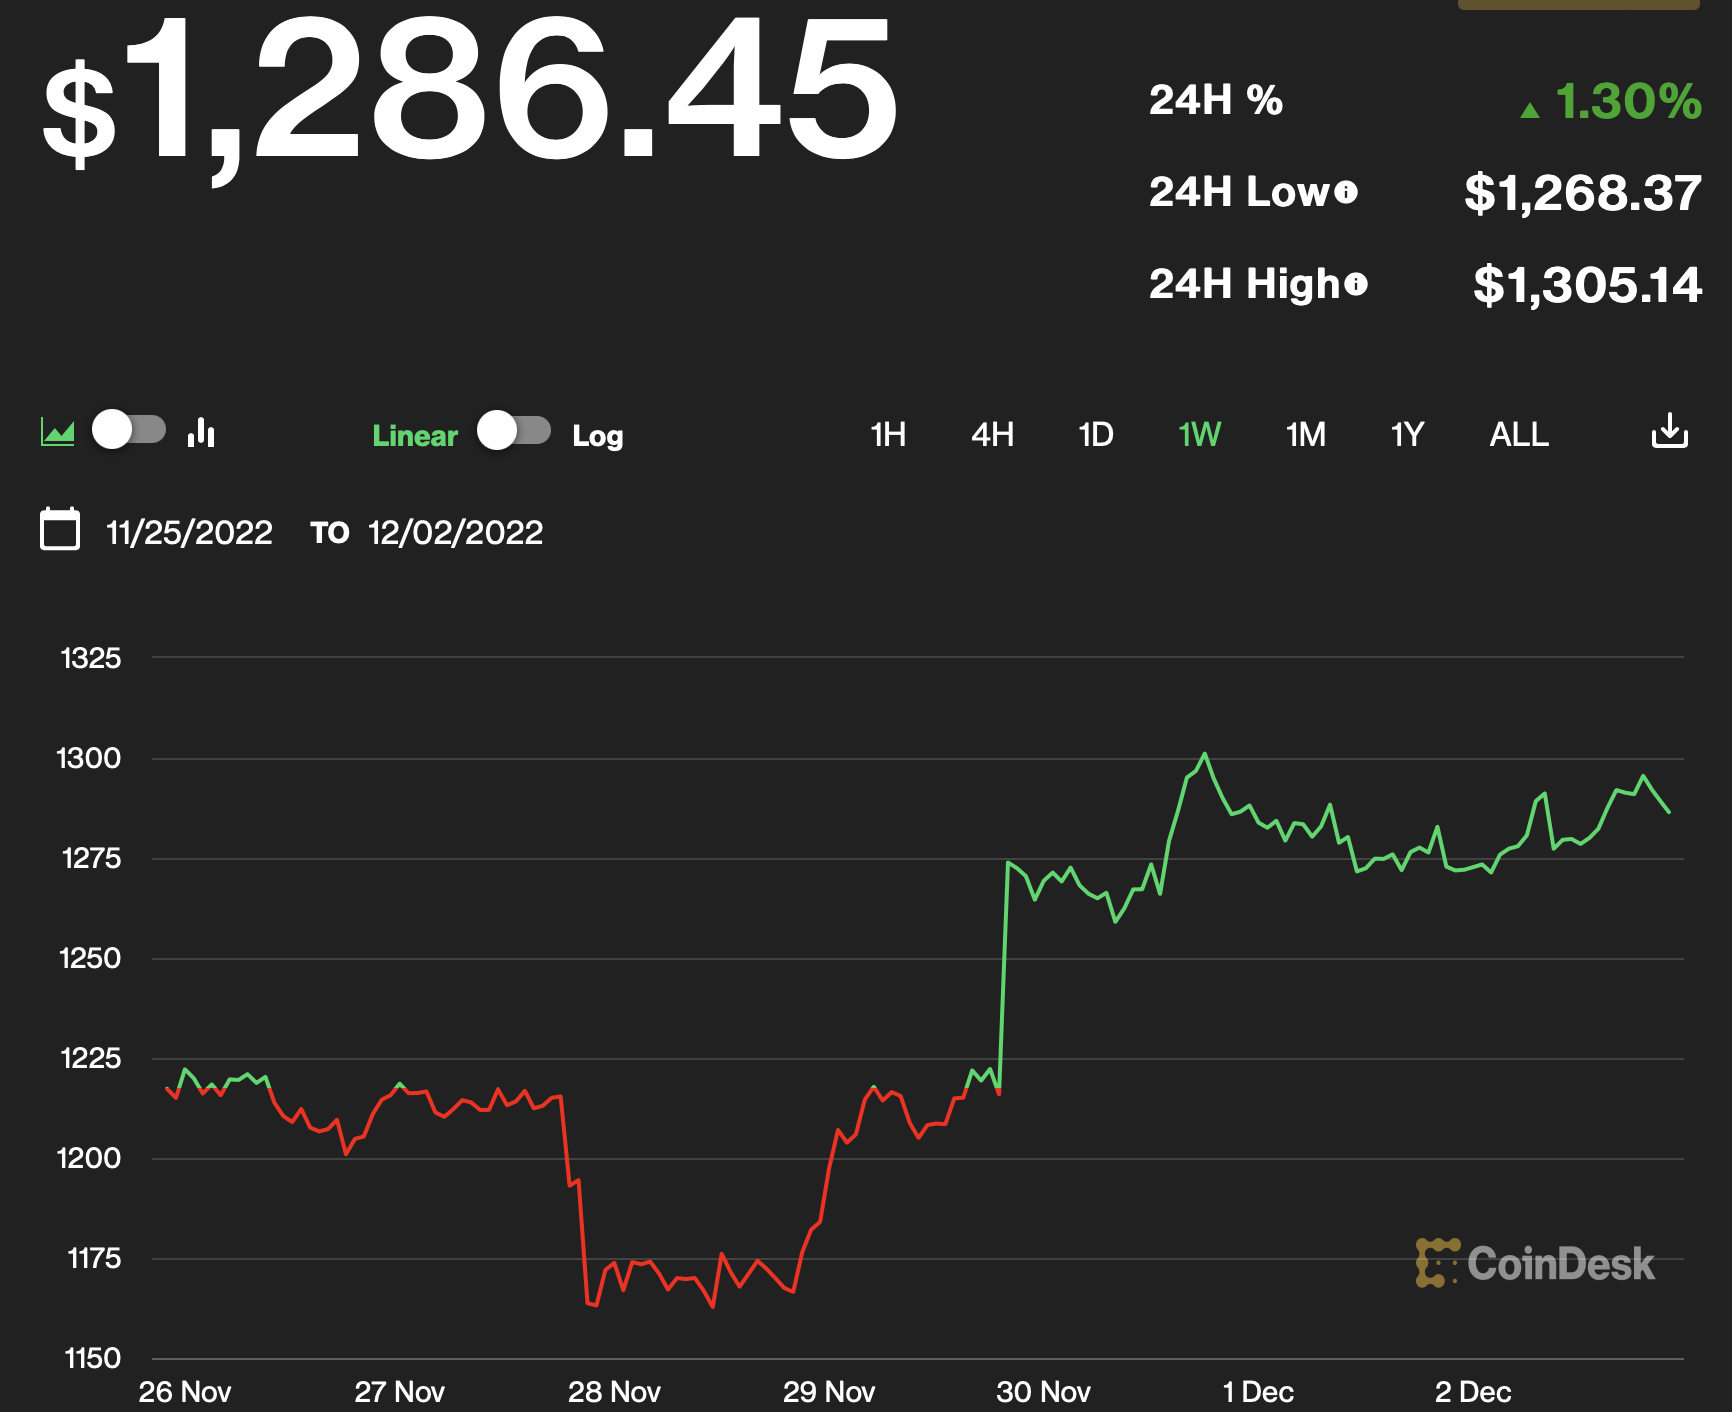 $1,286.45
24H % ▲ 1.30%
24H Low $1,268.37
24H High $1,305.14
Linear Log 1H 4H 1D 1W 1M 1Y ALL
11/25/2022 TO 12/02/2022
1325
1300
1275
1250
1225
1200
1175
CoinDesk
1150
26 Nov 27 Nov 28 Nov 29 Nov 30 Nov 1 Dec 2 Dec